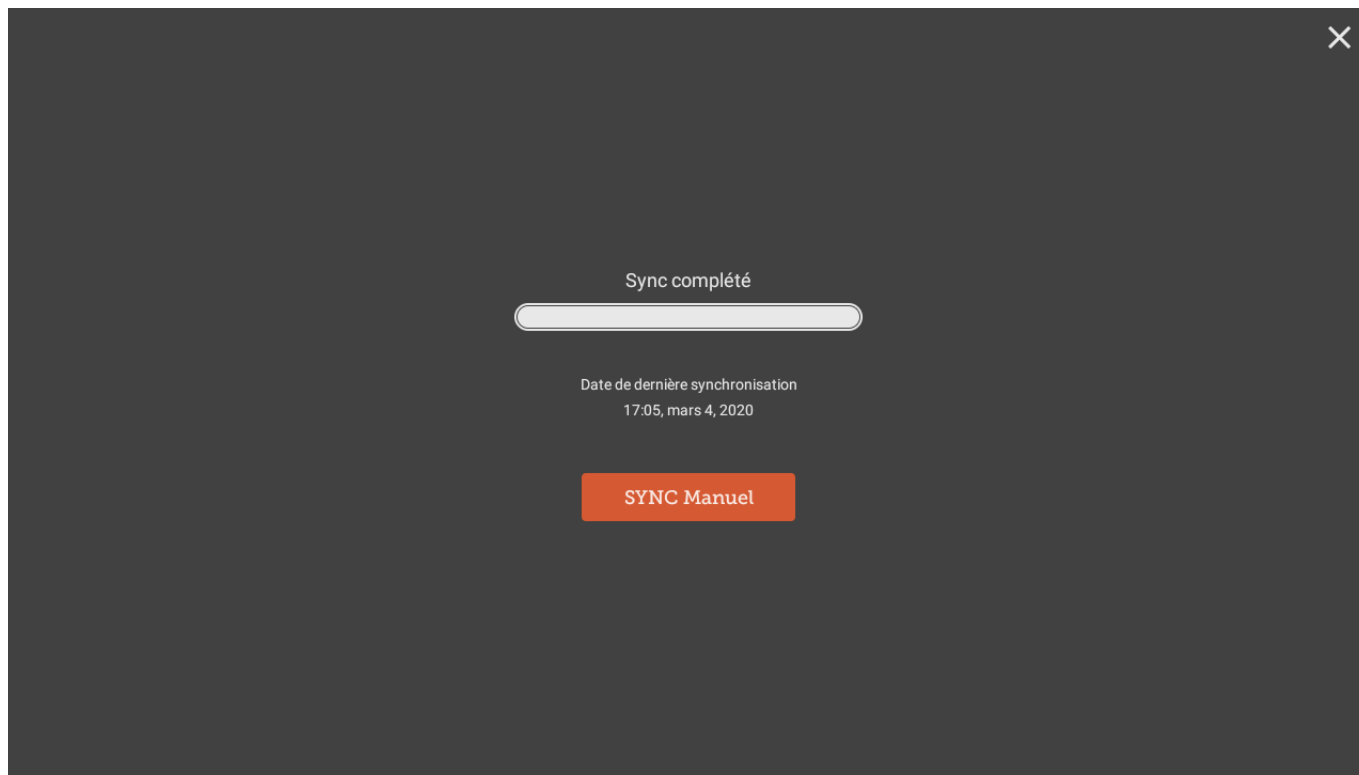 Sync complété
Date de dernière synchronisation
17:05, mars 4, 2020
SYNC Manuel